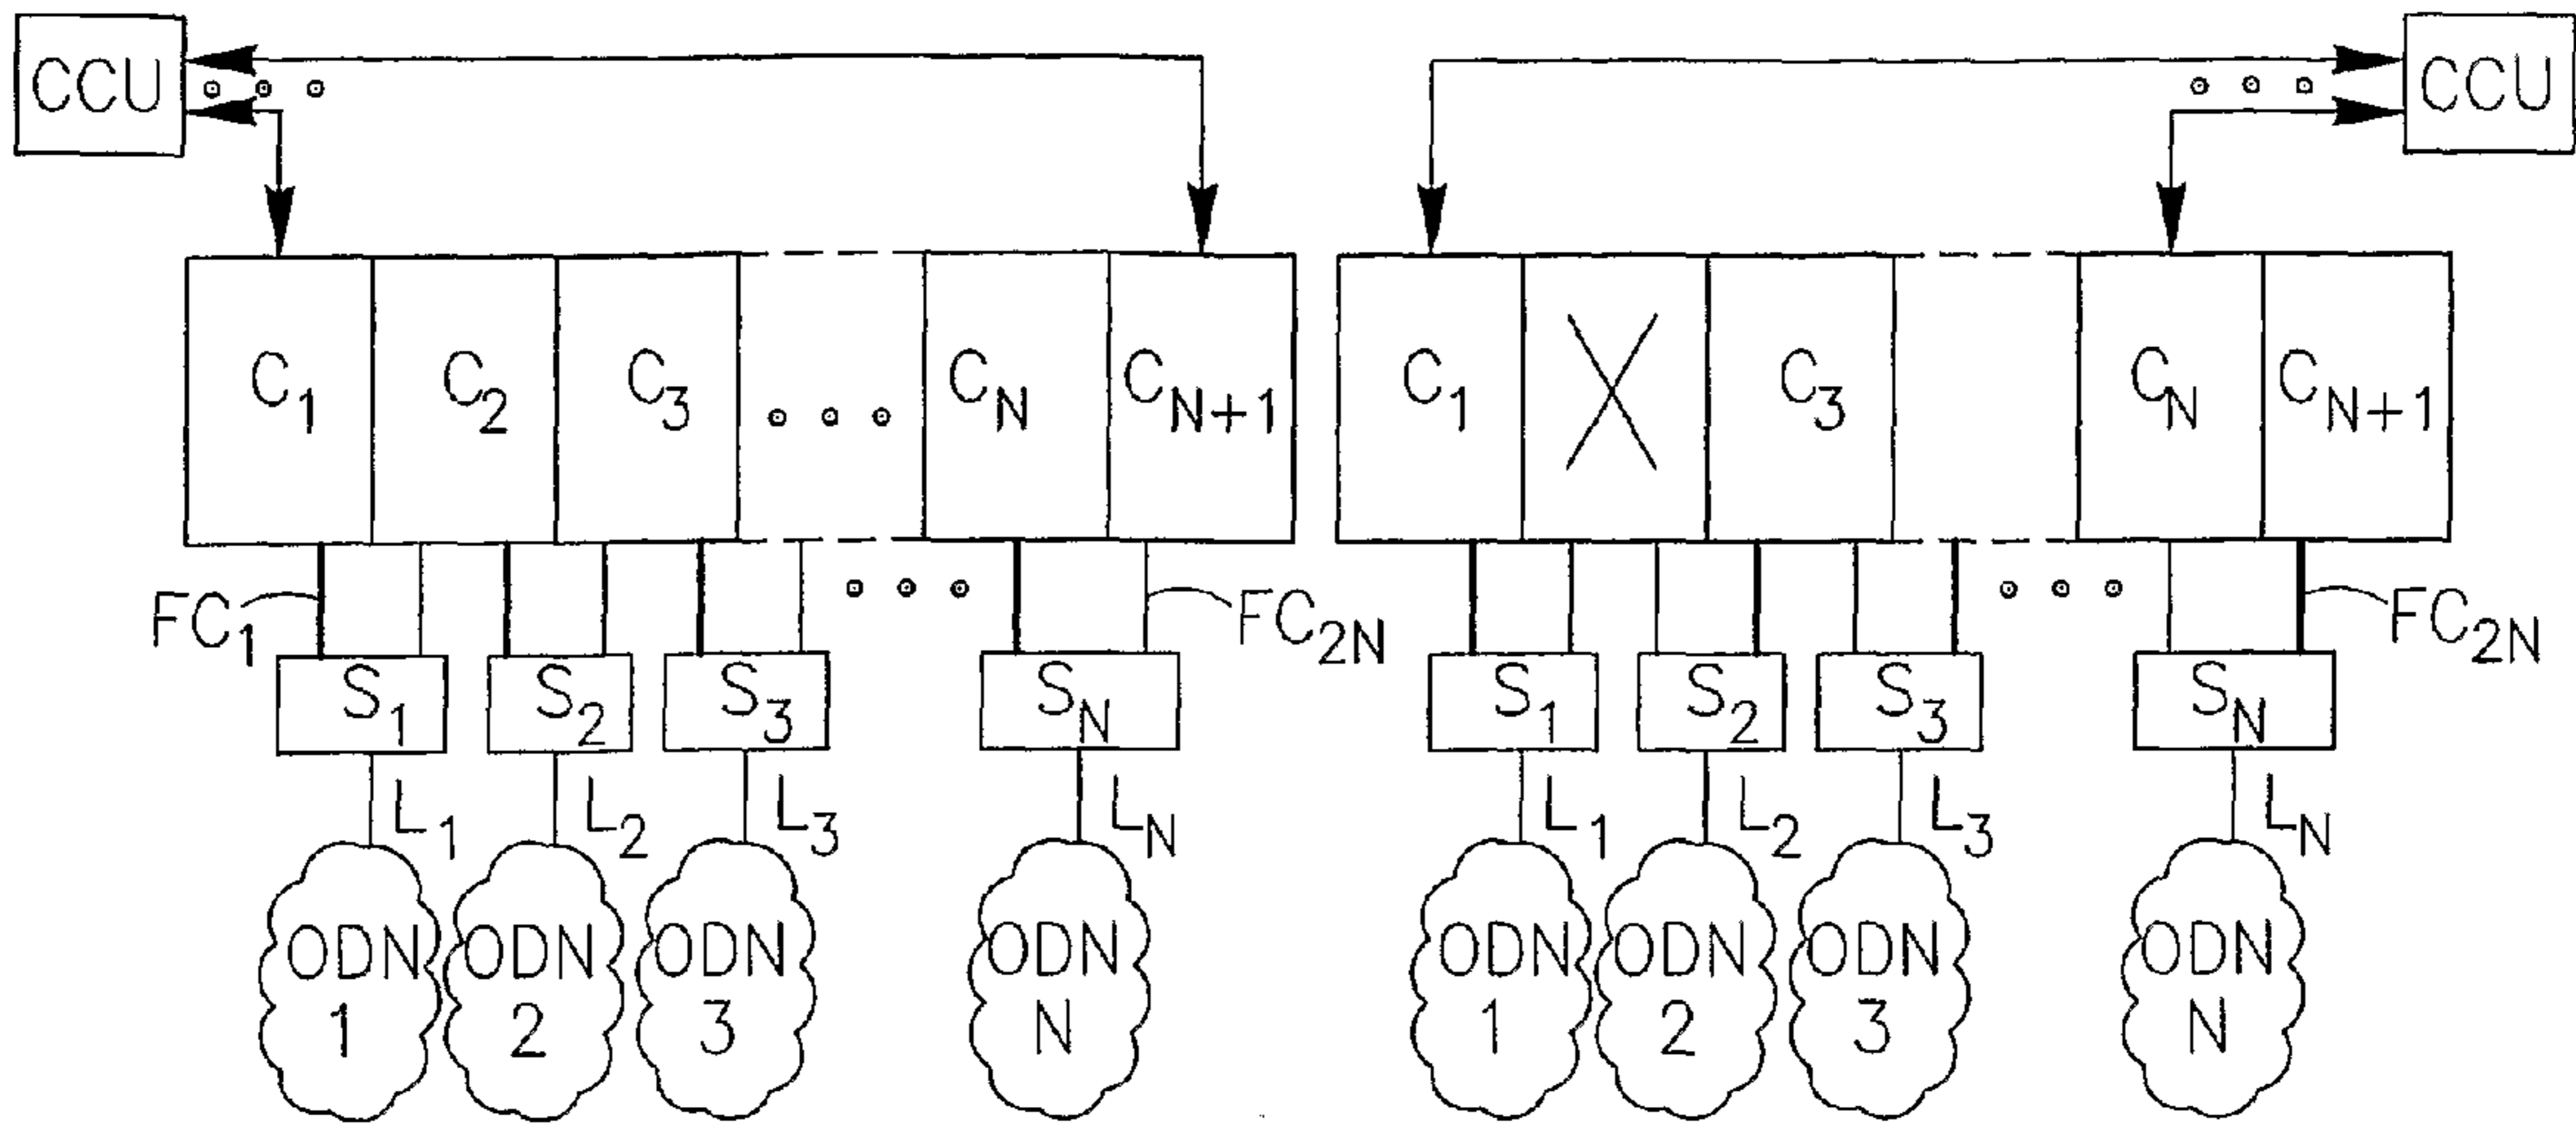 CCU CCU
C1 C2 C3 CN CN+1 C1 C3 CN CN+1
FC1 FC2N FC2N
S1 S2 S3 SN S1 S2 S3 SN
L1 L2 L3 LN L1 L2 L3 LN
ODN ODN ODN ODN ODN ODN ODN ODN
1 2 3 N 1 2 3 N